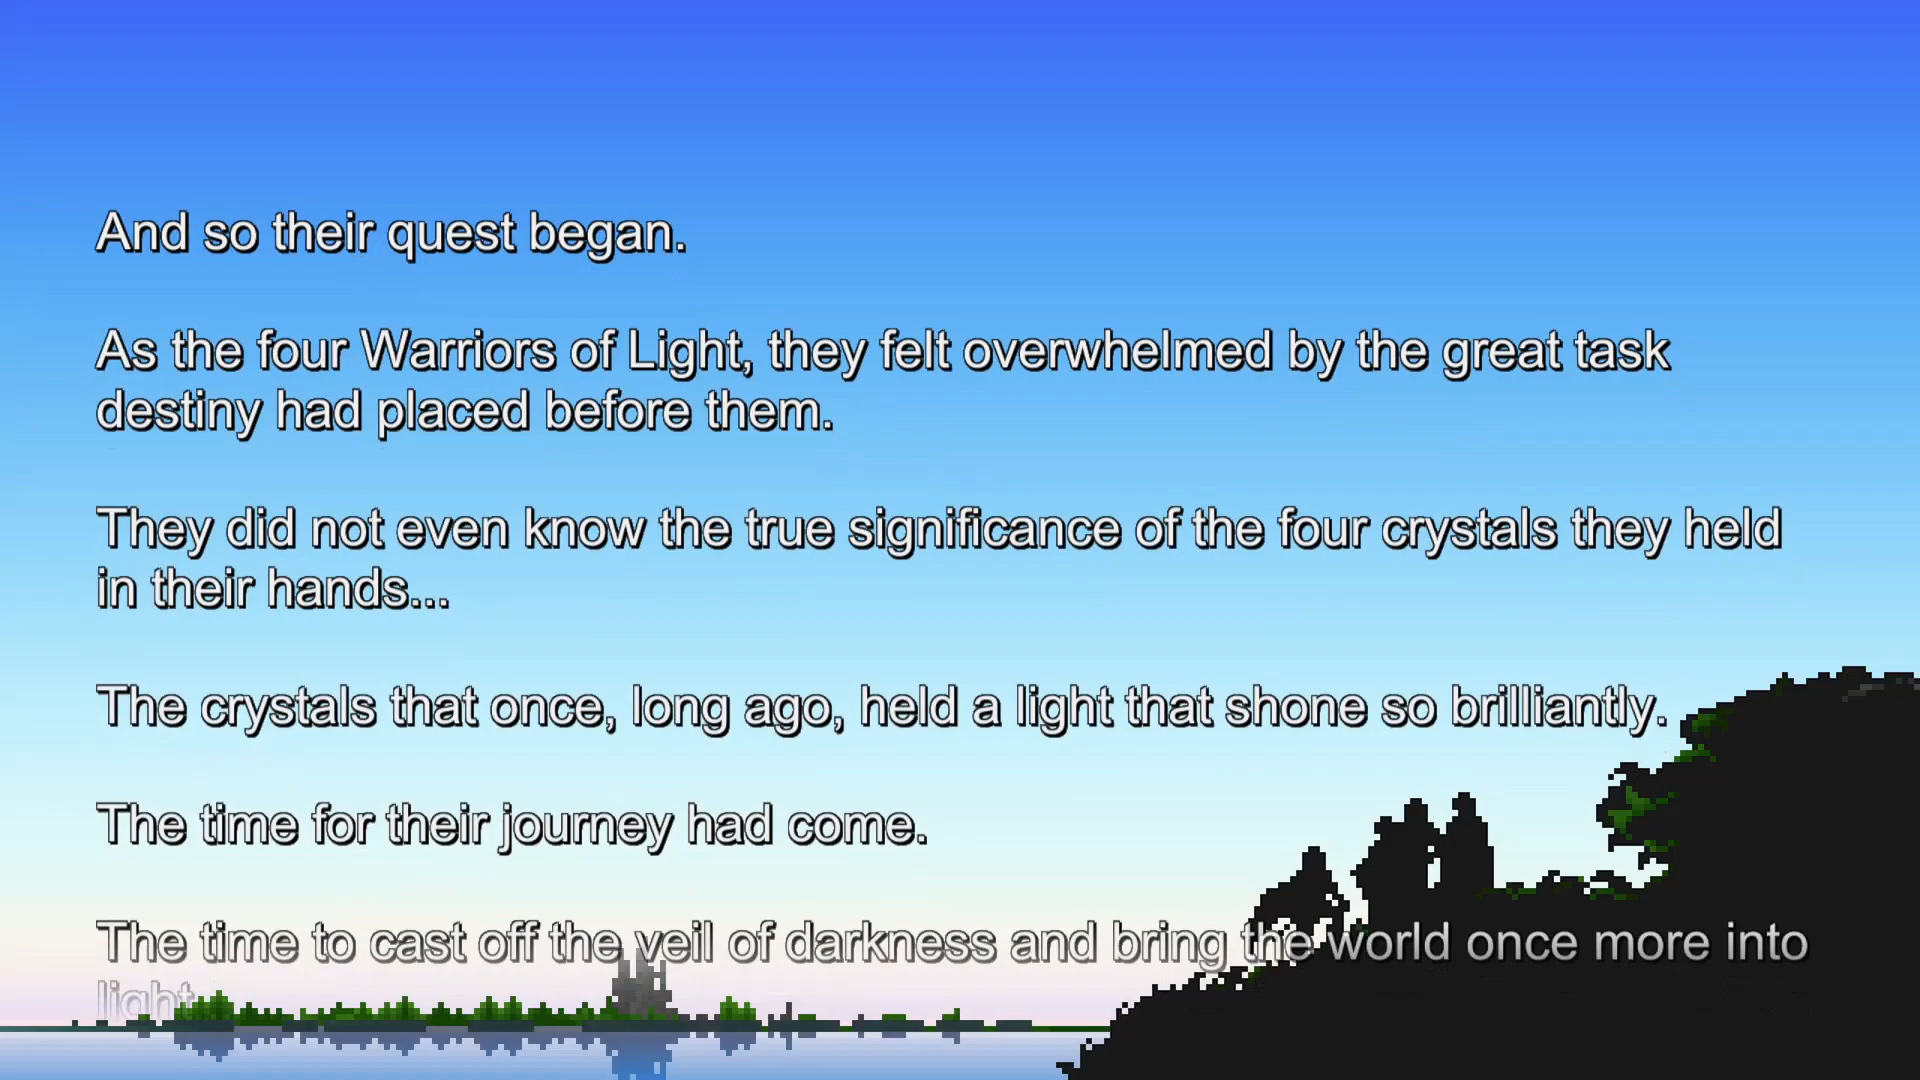 And so their quest began.
As the four Warriors of Light, they felt overwhelmed by the great task
destiny had placed before them.
They did not even know the true significance of the four crystals they held
in their hands...
The crystals that once, long ago, held a light that shone so brilliantly.
The time for their journey had come.
The time to cast off the veil of darkness and bring the world once more into
light